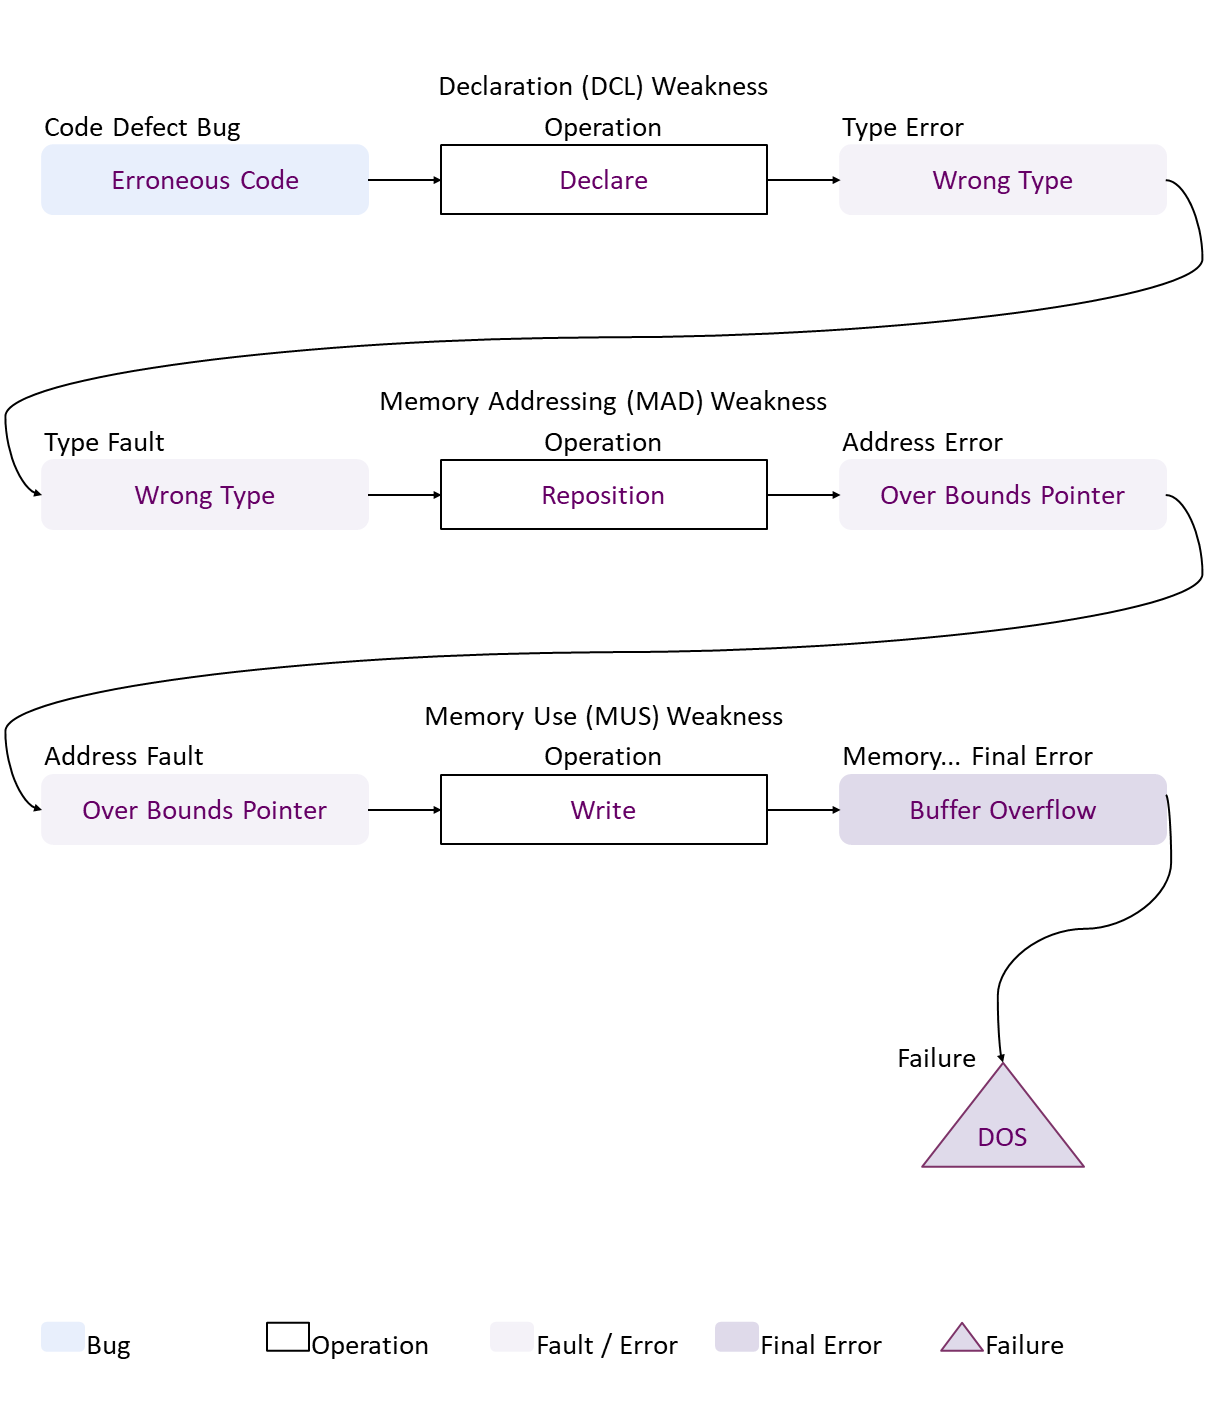 Declaration (DCL) Weakness
Code Defect Bug Operation Type Error
Erroneous Code Declare Wrong Type
Memory Addressing (MAD) Weakness
Type Fault Operation Address Error
Wrong Type Reposition Over Bounds Pointer
Memory Use (MUS) Weakness
Address Fault Operation Memory... Final Error
Over Bounds Pointer Write Buffer Overflow
Failure
DOS
Bug Operation Fault / Error Final Error Failure